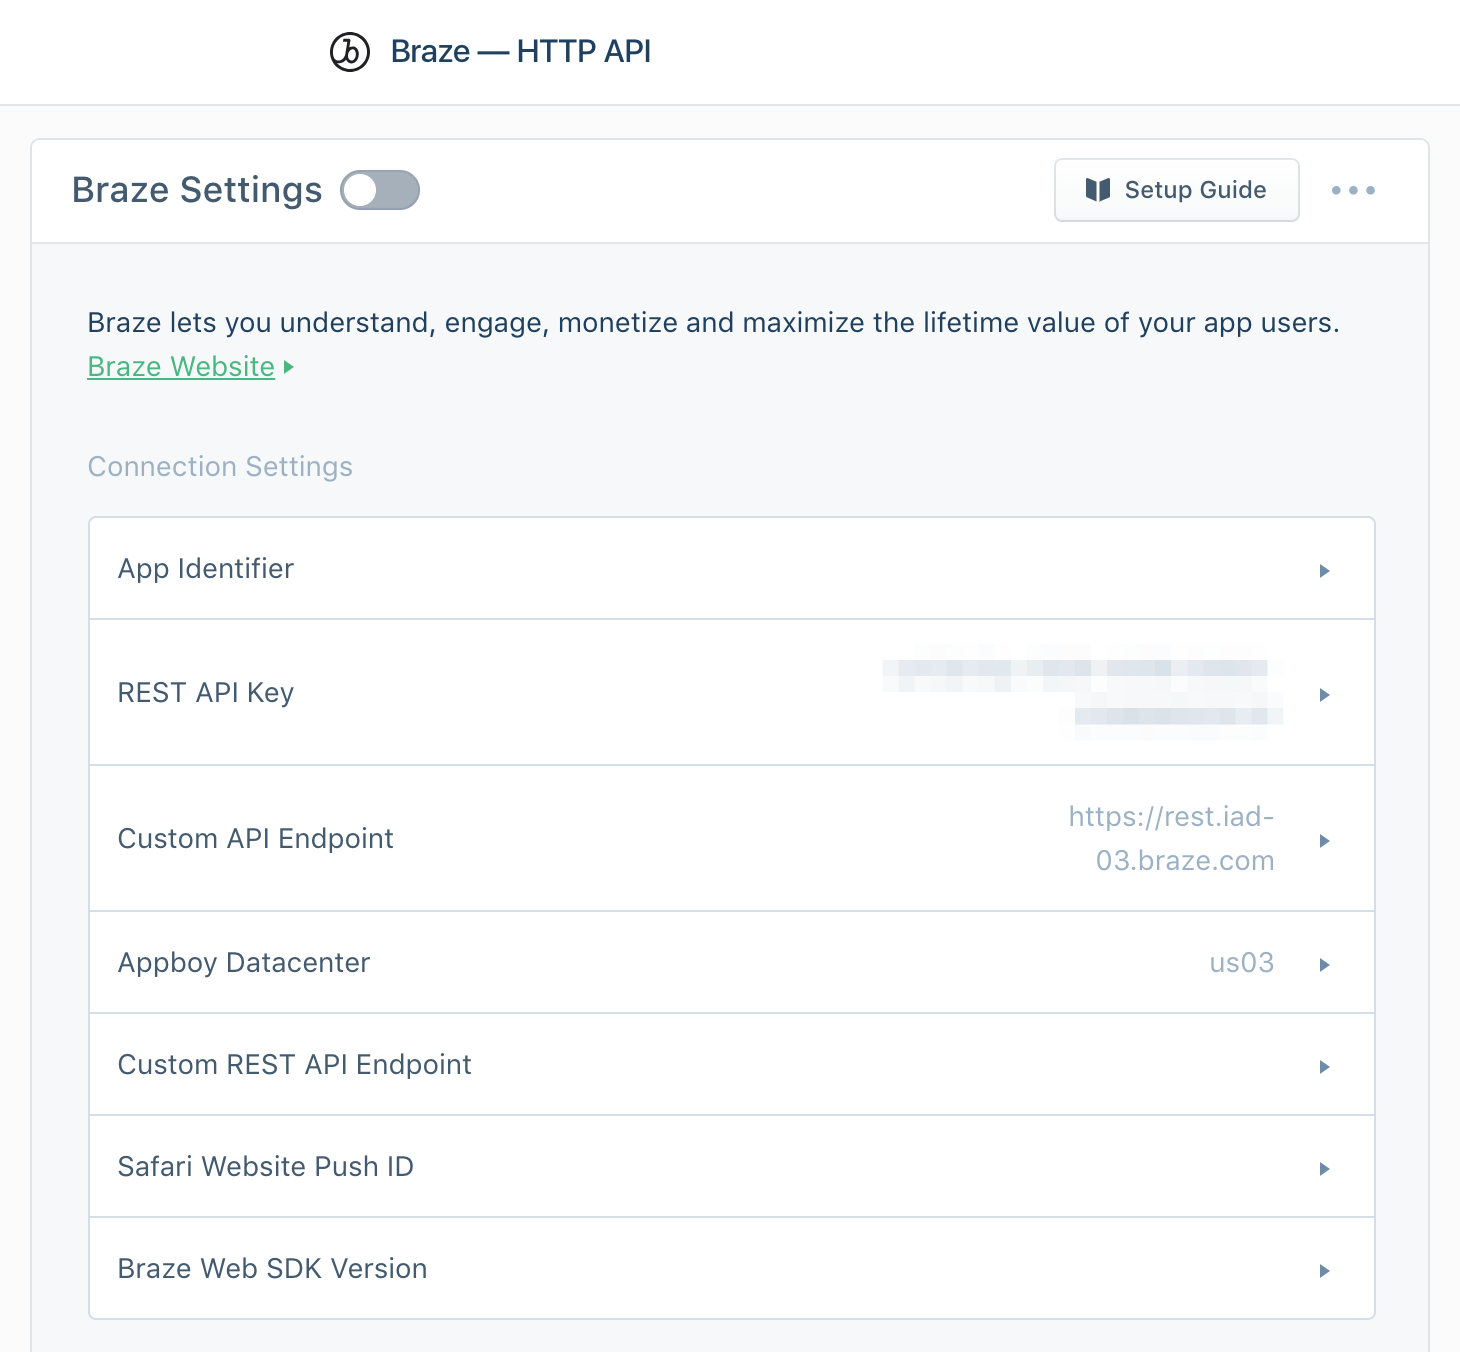 Braze — HTTP API
Braze Settings
Setup Guide
Braze lets you understand, engage, monetize and maximize the lifetime value of your app users.
Braze Website
Connection Settings
App Identifier
REST API Key
Custom API Endpoint
https://rest.iad-
03.braze.com
Appboy Datacenter
us03
Custom REST API Endpoint
Safari Website Push ID
Braze Web SDK Version